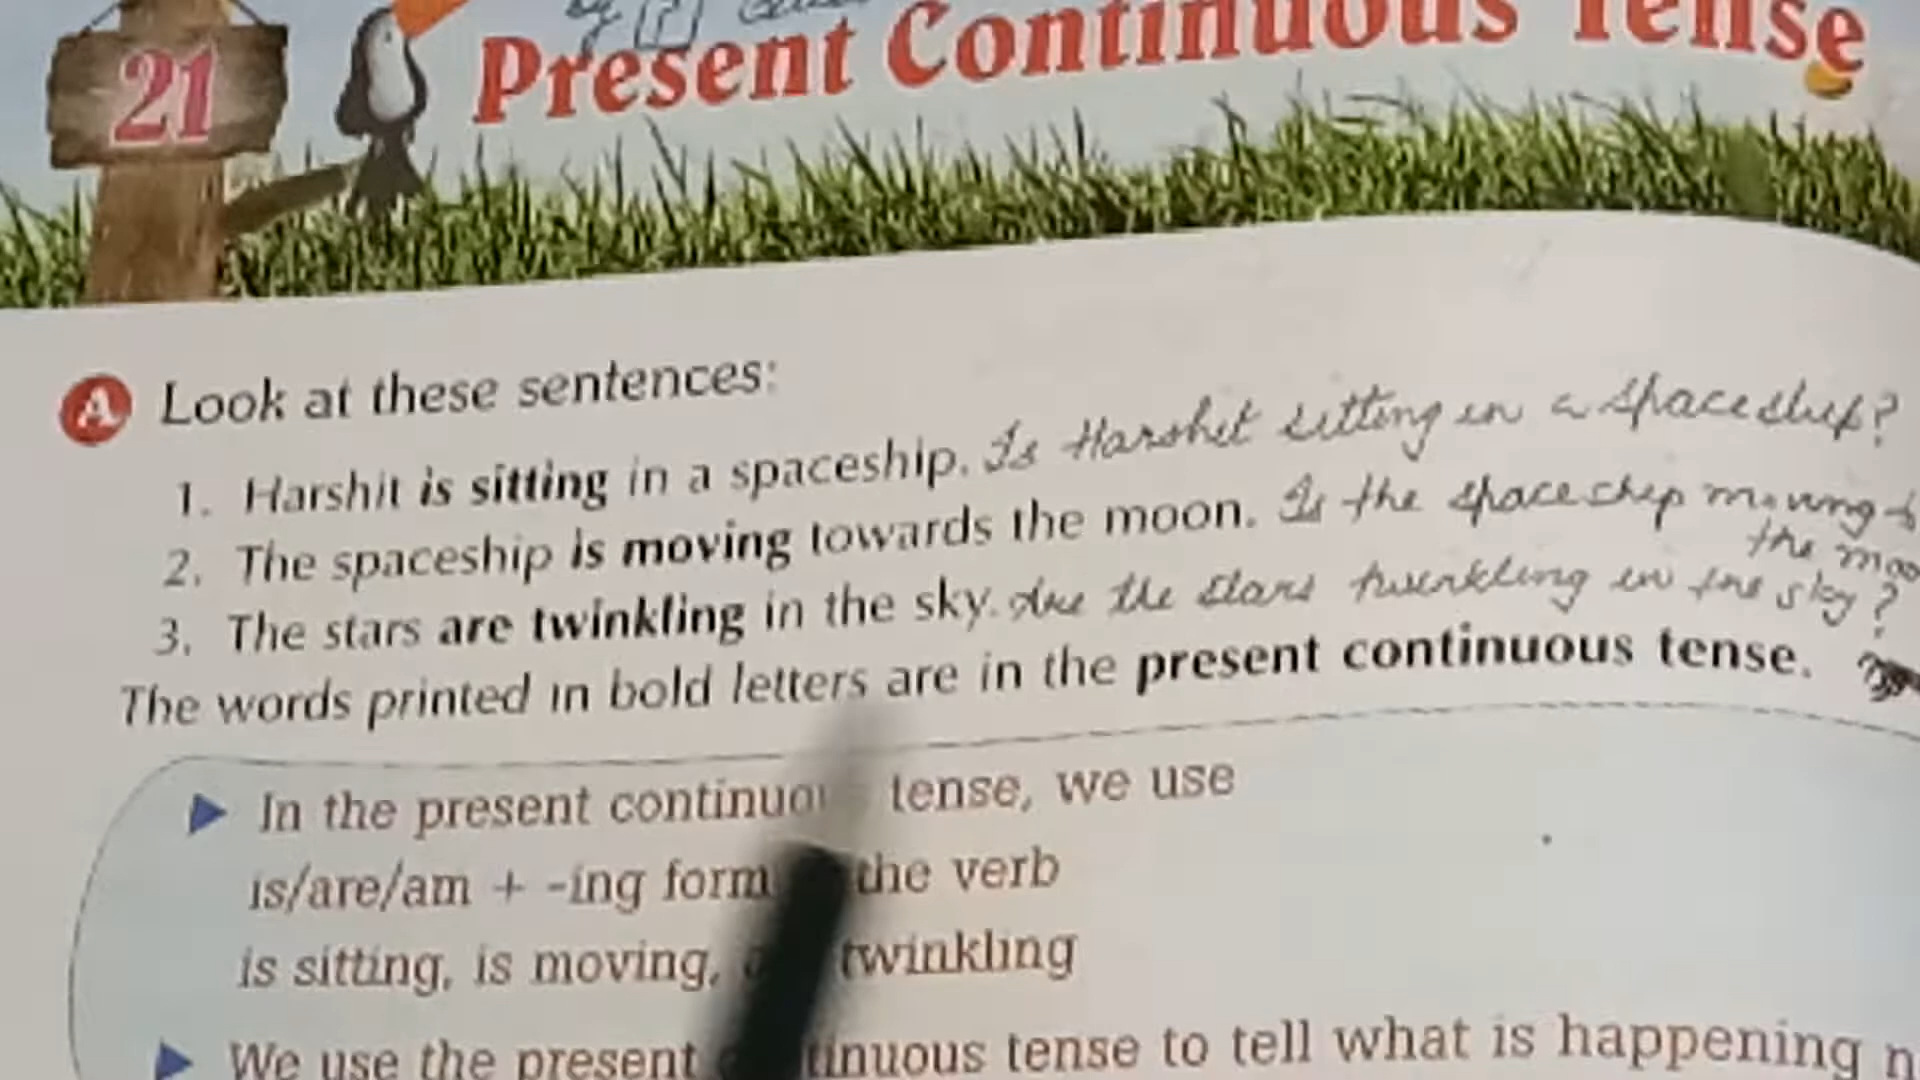 by [?]
21
Present Continuous Tense
A Look at these sentences:
1. Harshit is sitting in a spaceship. Is Harshit sitting in a spaceship?
2. The spaceship is moving towards the moon. Is the spaceship moving
the moo
3. The stars are twinkling in the sky. Are the stars twinkling in the sky?
The words printed in bold letters are in the present continuous tense.
In the present continuou tense, we use
is/are/am + -ing form the verb
is sitting, is moving, twinkling
We use the present tinuous tense to tell what is happening n